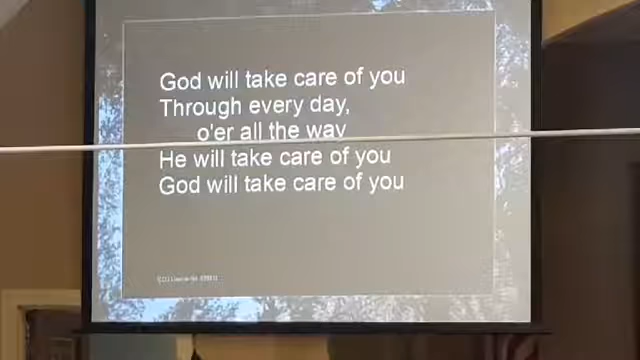 God will take care of you
Through every day,
o'er all the way
He will take care of you
God will take care of you